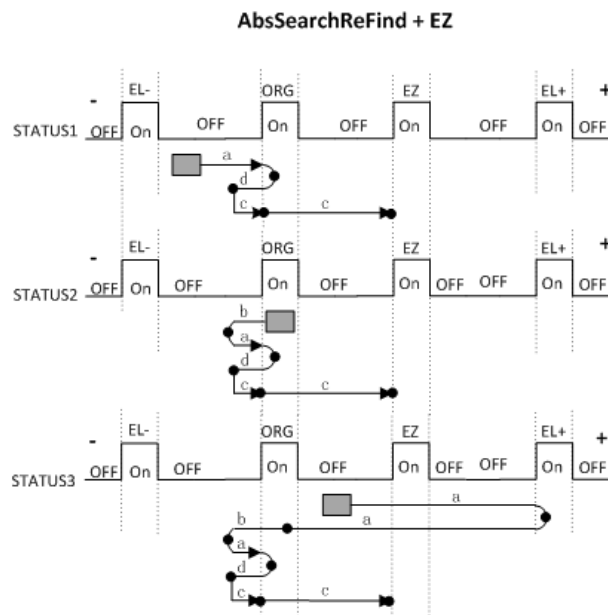 AbsSearchReFind + EZ
- EL- ORG EZ EL+ +
STATUS1 OFF On OFF On OFF On OFF On OFF
a
d
c c
- EL- ORG EZ EL+ +
STATUS2 OFF On OFF On OFF On OFF OFF On OFF
b
a
d
c c
- EL- ORG EZ EL+ +
STATUS3 OFF On OFF On OFF On OFF OFF On OFF
a
b a
a
d
c c